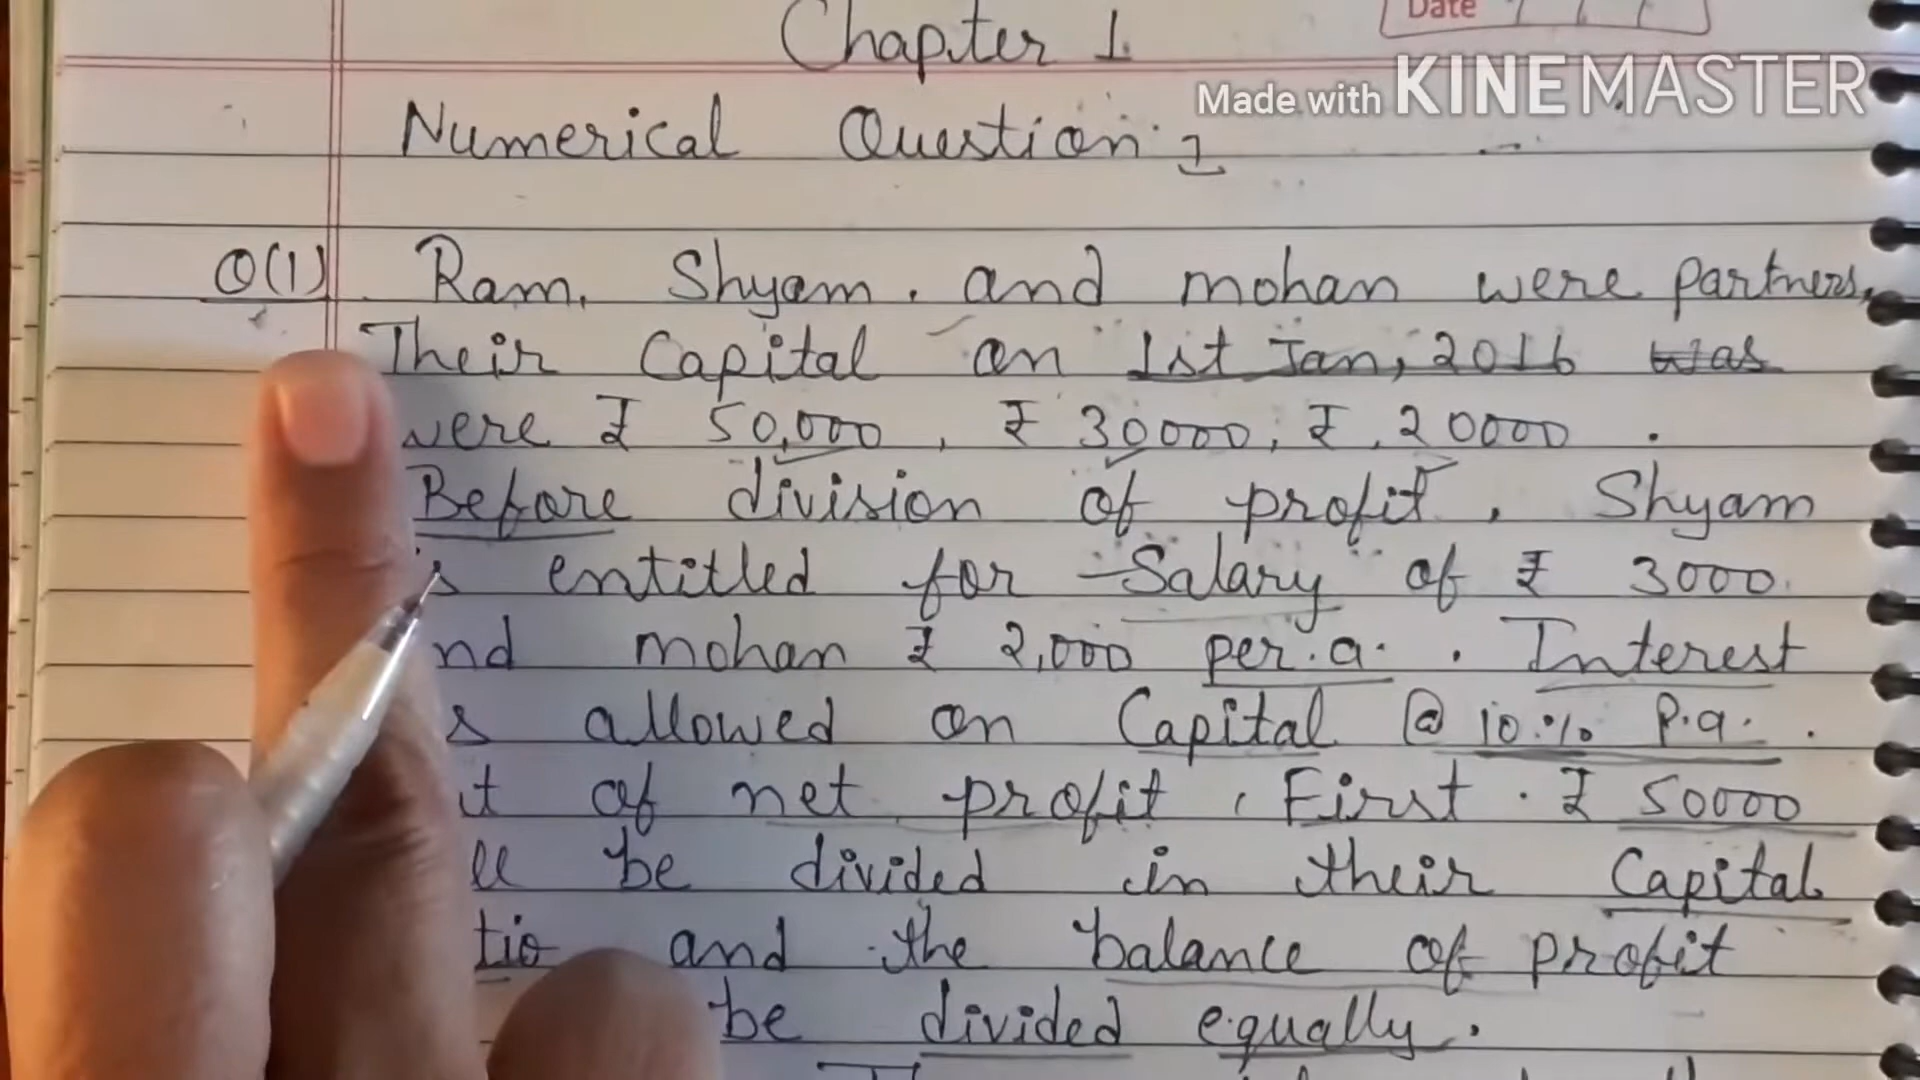 Date
Chapter 1
Made with KINEMASTER
Numerical Question :
Q(1) Ram, Shyam, and mohan were partners,
Their Capital on 1st Jan, 2016 was
were ₹ 50,000, ₹ 30000, ₹ 20000 .
Before division of profit, Shyam
entitled for Salary of ₹ 3000
nd mohan ₹ 2,000 per.a. . Interest
s allowed on Capital @ 10% P.a. .
t of net profit, First ₹ 50000
ll be divided in their Capital
tio and the balance of profit
be divided equally.